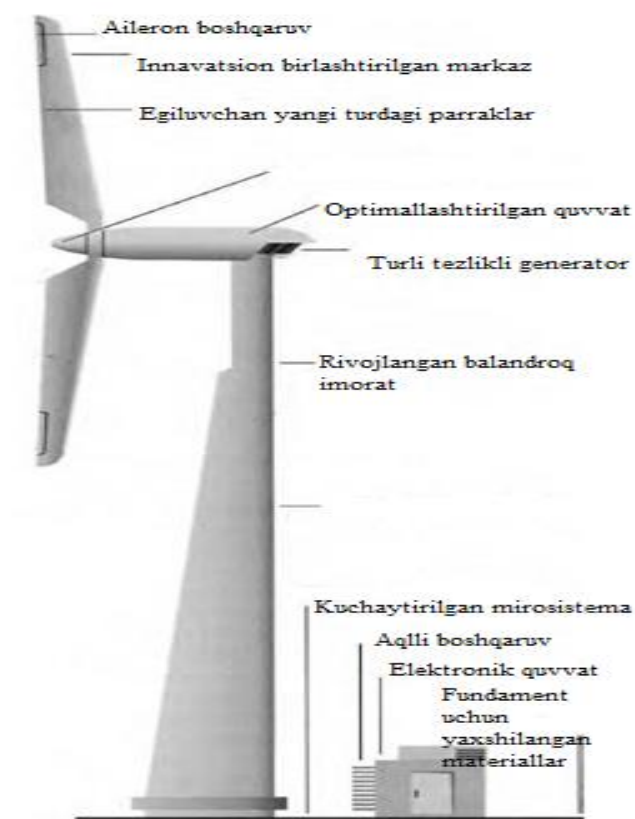 Aileron boshqaruv
Innavatsion birlashtirilgan markaz
Egiluvchan yangi turdagi parraklar
Optimallashtirilgan quvvat
Turli tezlikli generator
Rivojlangan balandroq
imorat
Kuchaytirilgan mirosistema
Aqlli boshqaruv
Elektronik quvvat
Fundament
uchun
yaxshilangan
materiallar